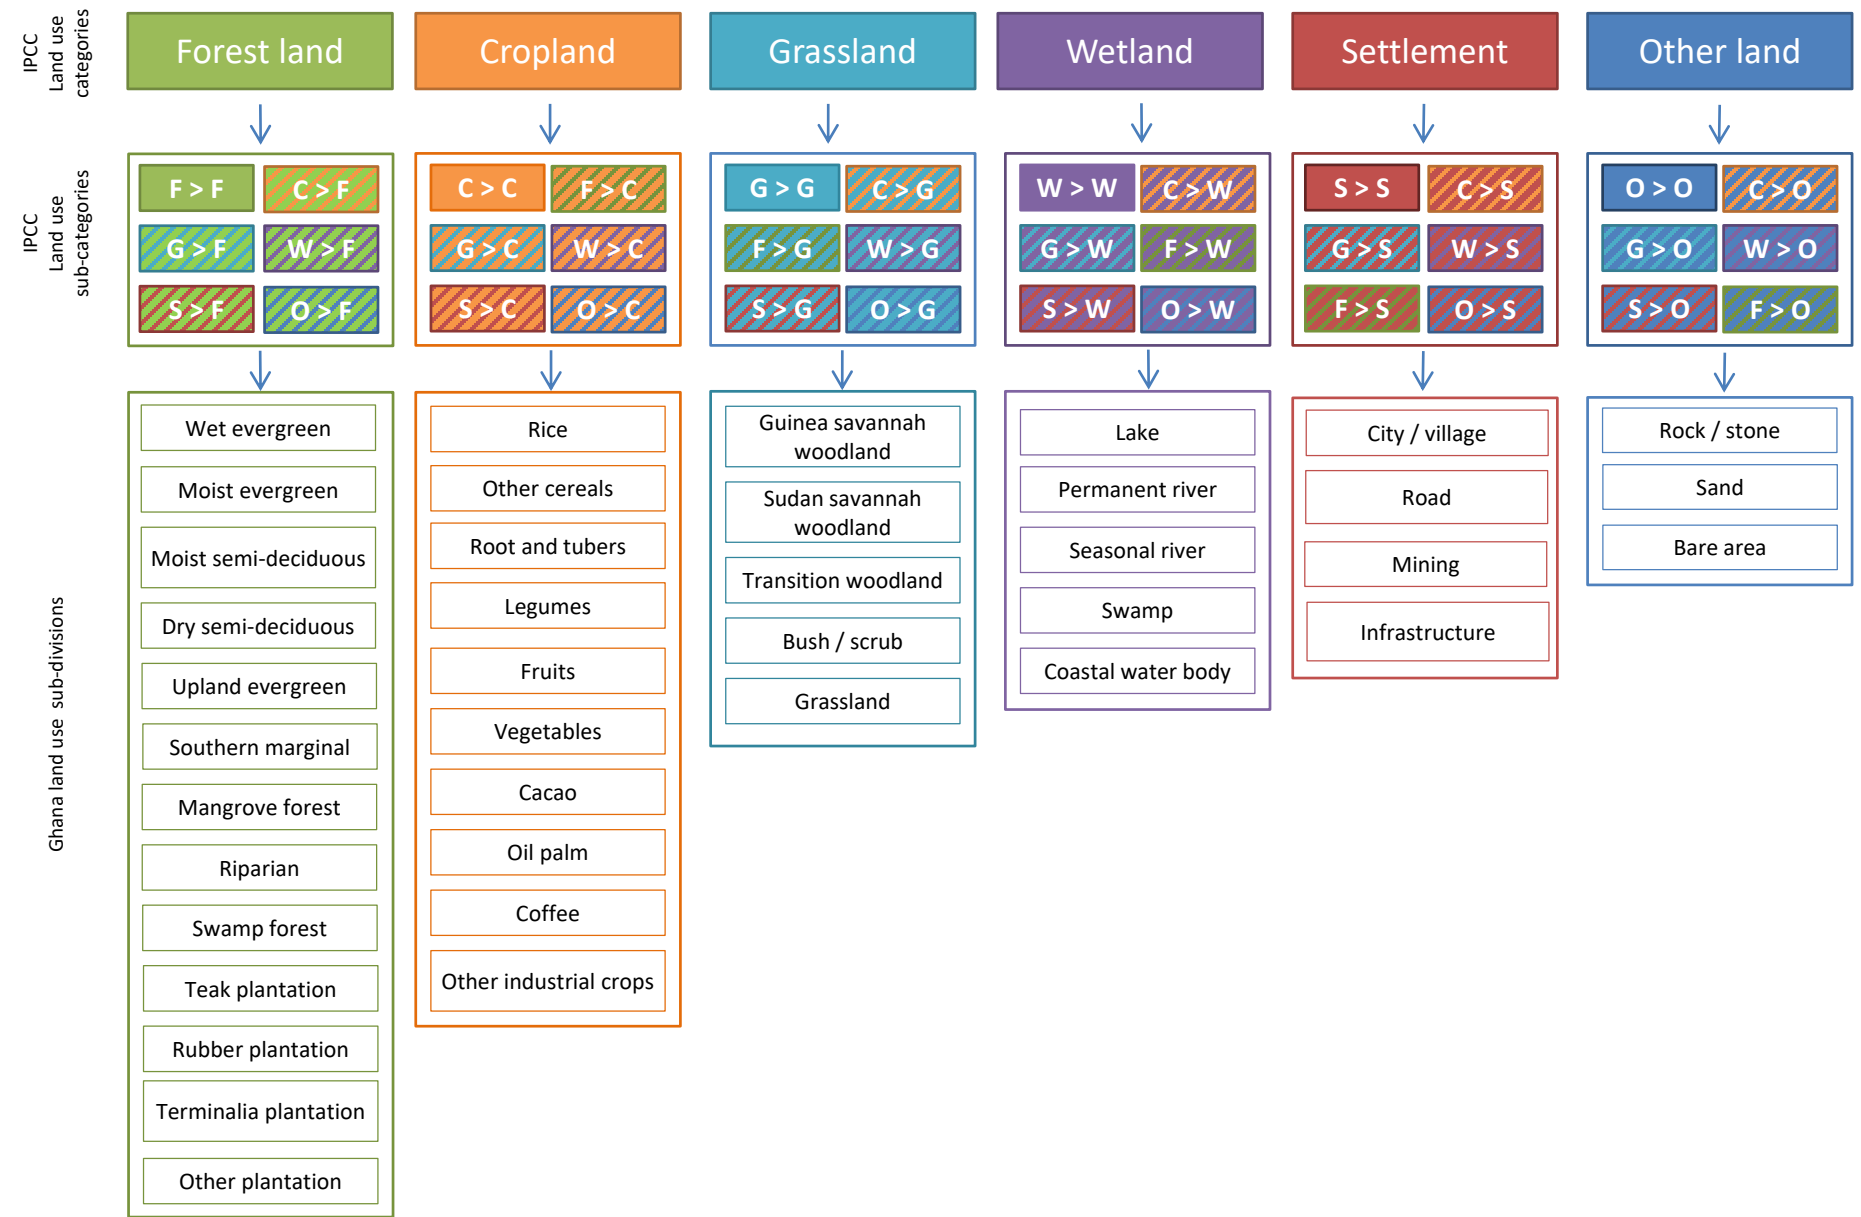 IPCC
Land use
categories
Forest land
Cropland
Grassland
Wetland
Settlement
Other land
IPCC
Land use
sub-categories
F > F
C > F
G > F
W > F
S > F
O > F
C > C
F > C
G > C
W > C
S > C
O > C
G > G
C > G
F > G
W > G
S > G
O > G
W > W
C > W
G > W
F > W
S > W
O > W
S > S
C > S
G > S
W > S
F > S
O > S
O > O
C > O
G > O
W > O
S > O
F > O
Ghana land use sub-divisions
Wet evergreen
Moist evergreen
Moist semi-deciduous
Dry semi-deciduous
Upland evergreen
Southern marginal
Mangrove forest
Riparian
Swamp forest
Teak plantation
Rubber plantation
Terminalia plantation
Other plantation
Rice
Other cereals
Root and tubers
Legumes
Fruits
Vegetables
Cacao
Oil palm
Coffee
Other industrial crops
Guinea savannah
woodland
Sudan savannah
woodland
Transition woodland
Bush / scrub
Grassland
Lake
Permanent river
Seasonal river
Swamp
Coastal water body
City / village
Road
Mining
Infrastructure
Rock / stone
Sand
Bare area